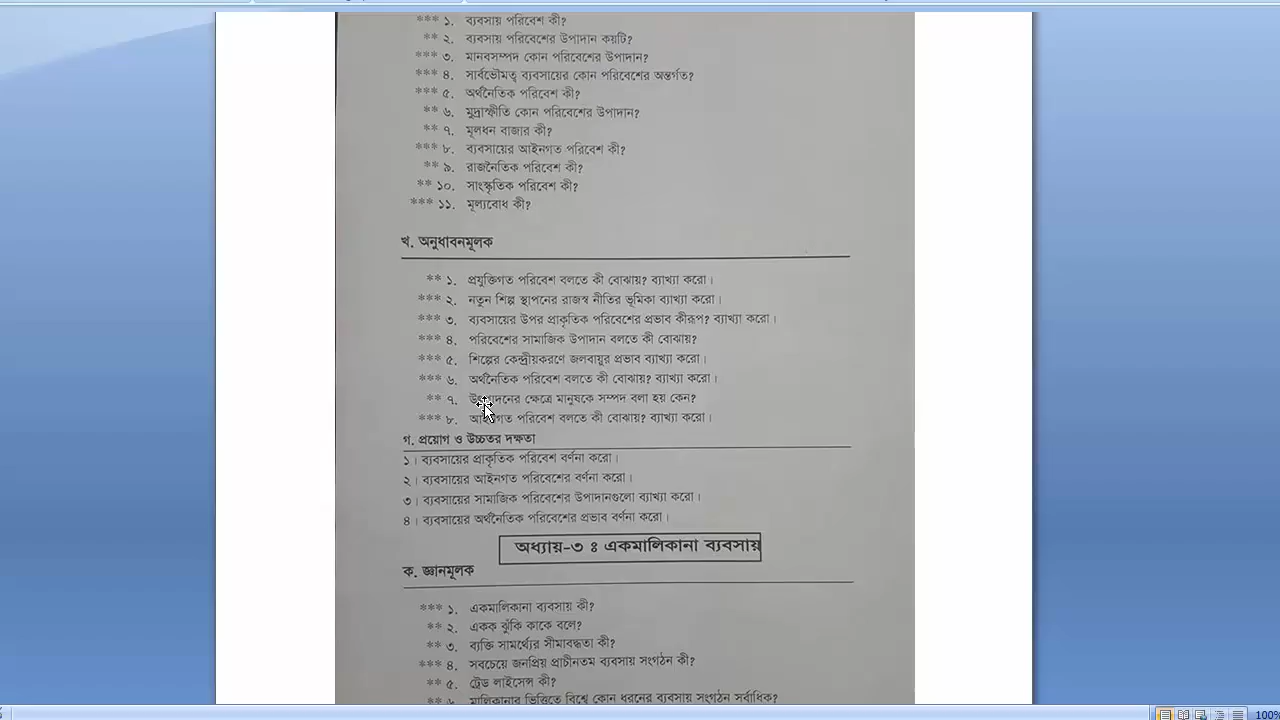 *** ১. ব্যবসায় পরিবেশ কী?
** ২. ব্যবসায় পরিবেশের উপাদান কয়টি?
*** ৩. মানবসম্পদ কোন পরিবেশের উপাদান?
*** ৪. সার্বভৌমত্ব ব্যবসায়ের কোন পরিবেশের অন্তর্গত?
*** ৫. অর্থনৈতিক পরিবেশ কী?
** ৬. মুদ্রাস্ফীতি কোন পরিবেশের উপাদান?
** ৭. মূলধন বাজার কী?
*** ৮. ব্যবসায়ের আইনগত পরিবেশ কী?
** ৯. রাজনৈতিক পরিবেশ কী?
** ১০. সাংস্কৃতিক পরিবেশ কী?
*** ১১. মূল্যবোধ কী?
খ. অনুধাবনমূলক
** ১. প্রযুক্তিগত পরিবেশ বলতে কী বোঝায়? ব্যাখ্যা করো।
*** ২. নতুন শিল্প স্থাপনের রাজস্ব নীতির ভূমিকা ব্যাখ্যা করো।
*** ৩. ব্যবসায়ের উপর প্রাকৃতিক পরিবেশের প্রভাব কীরূপ? ব্যাখ্যা করো।
*** ৪. পরিবেশের সামাজিক উপাদান বলতে কী বোঝায়?
*** ৫. শিল্পের কেন্দ্রীয়করণে জলবায়ুর প্রভাব ব্যাখ্যা করো।
*** ৬. অর্থনৈতিক পরিবেশ বলতে কী বোঝায়? ব্যাখ্যা করো।
** ৭. উৎপাদনের ক্ষেত্রে মানুষকে সম্পদ বলা হয় কেন?
*** ৮. আইনগত পরিবেশ বলতে কী বোঝায়? ব্যাখ্যা করো।
গ. প্রয়োগ ও উচ্চতর দক্ষতা
১। ব্যবসায়ের প্রাকৃতিক পরিবেশ বর্ণনা করো।
২। ব্যবসায়ের আইনগত পরিবেশের বর্ণনা করো।
৩। ব্যবসায়ের সামাজিক পরিবেশের উপাদানগুলো ব্যাখ্যা করো।
৪। ব্যবসায়ের অর্থনৈতিক পরিবেশের প্রভাব বর্ণনা করো।
অধ্যায়-৩ ঃ একমালিকানা ব্যবসায়
ক. জ্ঞানমূলক
*** ১. একমালিকানা ব্যবসায় কী?
** ২. একক ঝুঁকি কাকে বলে?
** ৩. ব্যক্তি সামর্থ্যের সীমাবদ্ধতা কী?
*** ৪. সবচেয়ে জনপ্রিয় প্রাচীনতম ব্যবসায় সংগঠন কী?
** ৫. ট্রেড লাইসেন্স কী?
** ৬. মালিকানার ভিত্তিতে বিশ্বে কোন ধরনের ব্যবসায় সংগঠন সর্বাধিক?
100%